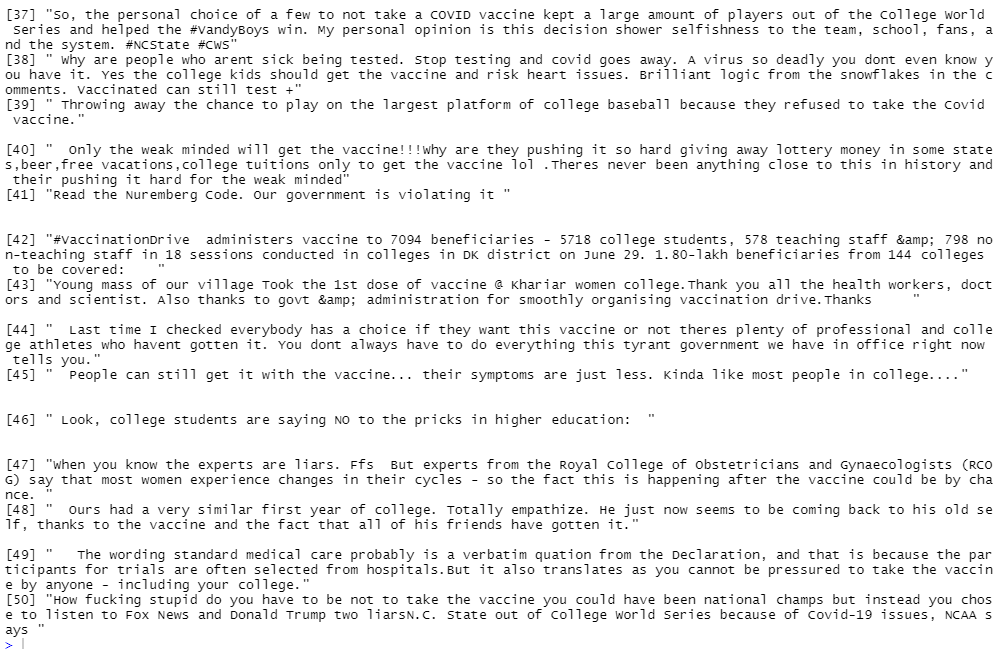 [37] "So, the personal choice of a few to not take a COVID vaccine kept a large amount of players out of the College World
 Series and helped the #VandyBoys win. My personal opinion is this decision shower selfishness to the team, school, fans, a
nd the system. #NCState #CWS"
[38] " Why are people who arent sick being tested. Stop testing and covid goes away. A virus so deadly you dont even know y
ou have it. Yes the college kids should get the vaccine and risk heart issues. Brilliant logic from the snowflakes in the c
omments. Vaccinated can still test +"
[39] " Throwing away the chance to play on the largest platform of college baseball because they refused to take the Covid
 vaccine."
[40] "  Only the weak minded will get the vaccine!!!Why are they pushing it so hard giving away lottery money in some state
s,beer,free vacations,college tuitions only to get the vaccine lol .Theres never been anything close to this in history and
 their pushing it hard for the weak minded"
[41] "Read the Nuremberg Code. Our government is violating it "
[42] "#VaccinationDrive  administers vaccine to 7094 beneficiaries - 5718 college students, 578 teaching staff &amp; 798 no
n-teaching staff in 18 sessions conducted in colleges in DK district on June 29. 1.80-lakh beneficiaries from 144 colleges
 to be covered:    "
[43] "Young mass of our village Took the 1st dose of vaccine @ Khariar women college.Thank you all the health workers, doct
ors and scientist. Also thanks to govt &amp; administration for smoothly organising vaccination drive.Thanks     "
[44] "  Last time I checked everybody has a choice if they want this vaccine or not theres plenty of professional and colle
ge athletes who havent gotten it. You dont always have to do everything this tyrant government we have in office right now
 tells you."
[45] "  People can still get it with the vaccine... their symptoms are just less. Kinda like most people in college...."
[46] " Look, college students are saying NO to the pricks in higher education:  "
[47] "When you know the experts are liars. Ffs  But experts from the Royal College of Obstetricians and Gynaecologists (RCO
G) say that most women experience changes in their cycles - so the fact this is happening after the vaccine could be by cha
nce. "
[48] "  Ours had a very similar first year of college. Totally empathize. He just now seems to be coming back to his old se
lf, thanks to the vaccine and the fact that all of his friends have gotten it."
[49] "   The wording standard medical care probably is a verbatim quation from the Declaration, and that is because the par
ticipants for trials are often selected from hospitals.But it also translates as you cannot be pressured to take the vaccin
e by anyone - including your college."
[50] "How fucking stupid do you have to be not to take the vaccine you could have been national champs but instead you chos
e to listen to Fox News and Donald Trump two liarsN.C. State out of College World Series because of Covid-19 issues, NCAA s
ays "
>